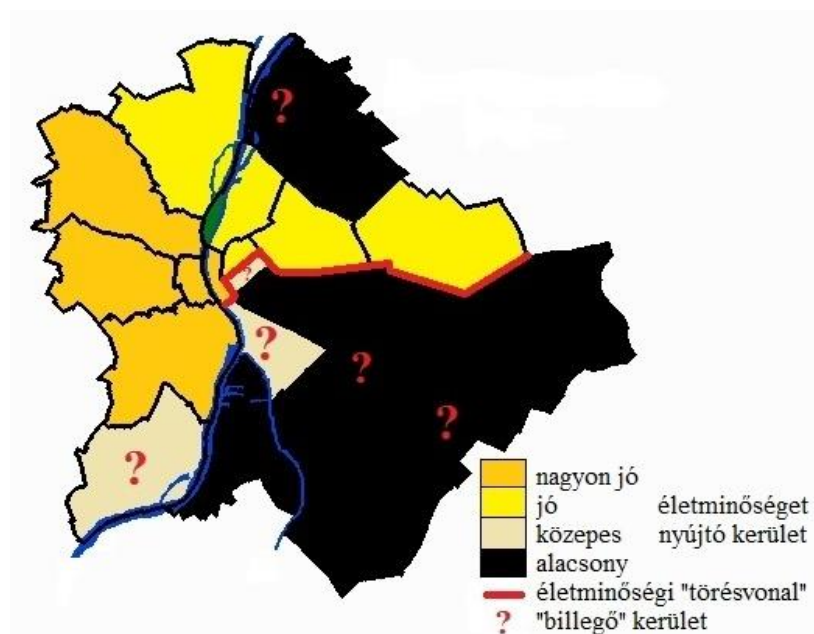 ?
?
?
?
?
?
nagyon jó
jó életminőséget
közepes nyújtó kerület
alacsony
életminőségi "törésvonal"
? "billegő" kerület